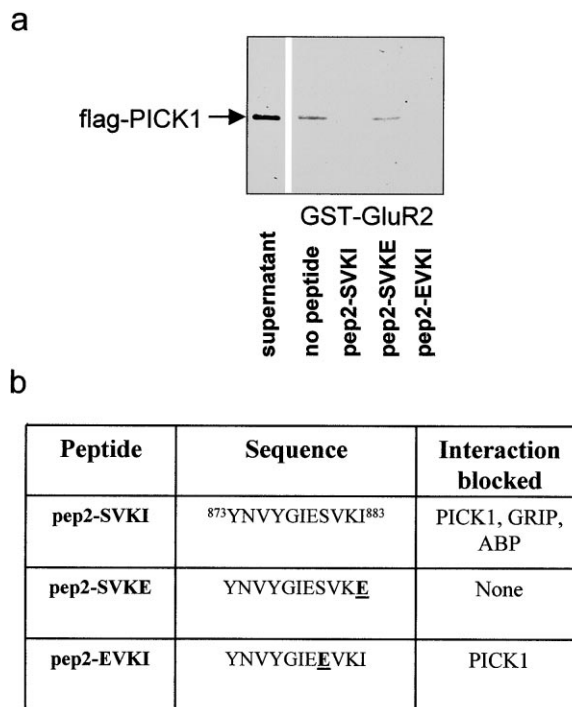 a
flag-PICK1
GST-GluR2
supernatant
no peptide
pep2-SVKI
pep2-SVKE
pep2-EVKI
b
Peptide Sequence Interaction blocked
pep2-SVKI ⁸⁷³YNVYGIESVKI⁸⁸³ PICK1, GRIP, ABP
pep2-SVKE YNVYGIESVKE None
pep2-EVKI YNVYGIEEVKI PICK1